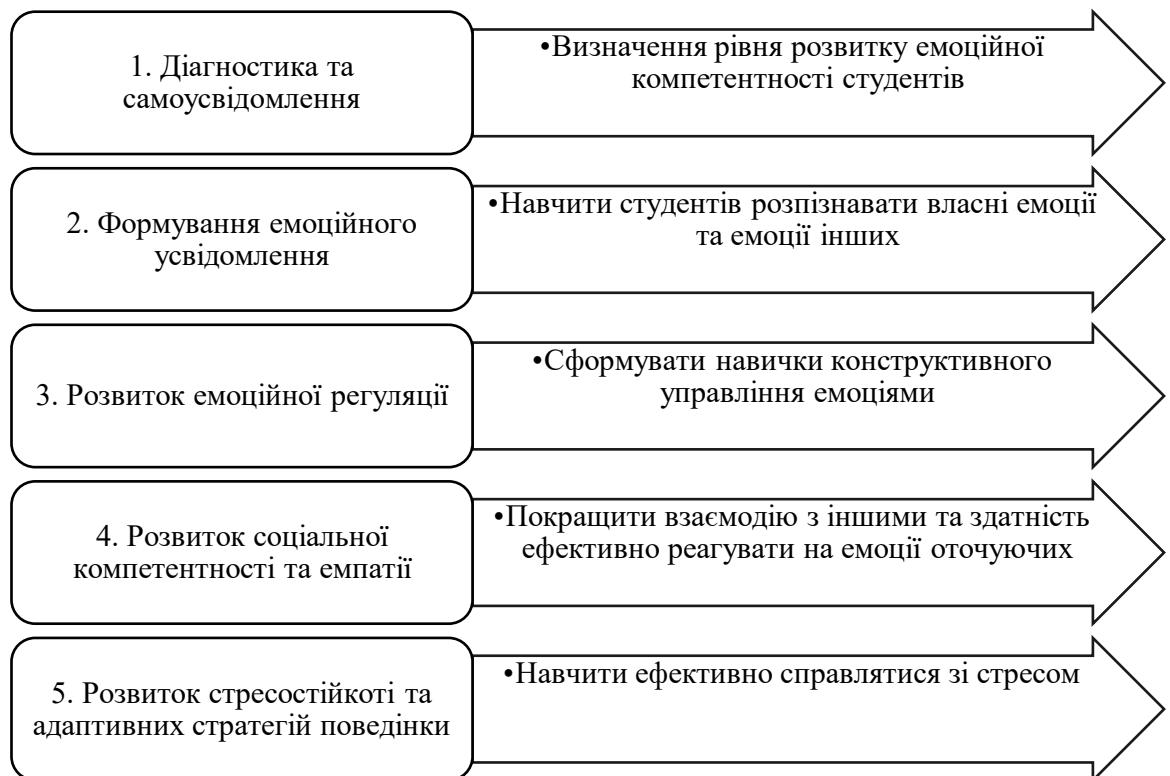 1. Діагностика та
самоусвідомлення
•Визначення рівня розвитку емоційної
компетентності студентів
2. Формування емоційного
усвідомлення
•Навчити студентів розпізнавати власні емоції
та емоції інших
3. Розвиток емоційної регуляції
•Сформувати навички конструктивного
управління емоціями
4. Розвиток соціальної
компетентності та емпатії
•Покращити взаємодію з іншими та здатність
ефективно реагувати на емоції оточуючих
5. Розвиток стресостійкоті та
адаптивних стратегій поведінки
•Навчити ефективно справлятися зі стресом